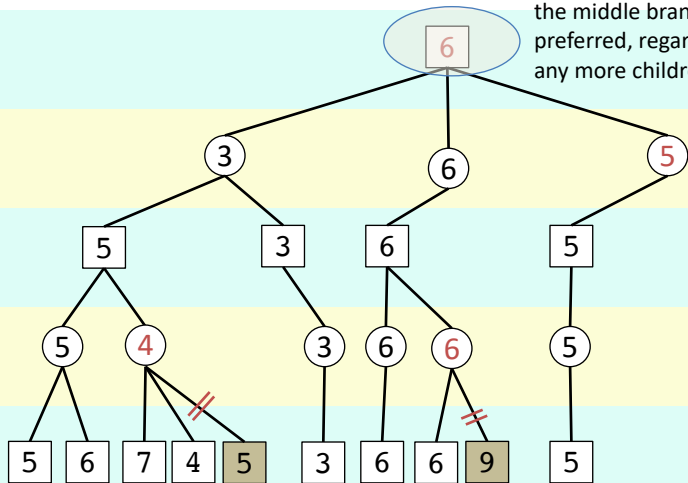 the middle bran
preferred, regar
any more childr
6
3 6 5
5 3 6 5
5 4 3 6 6 5
5 6 7 4 5 3 6 6 9 5